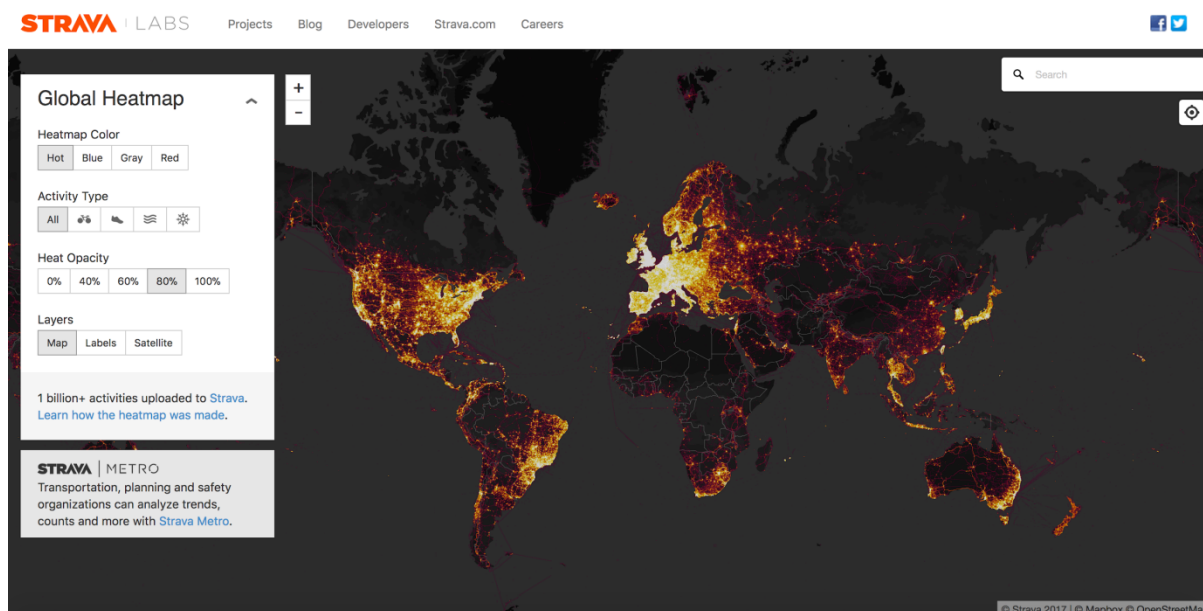 STRAVA | LABS Projects Blog Developers Strava.com Careers
Global Heatmap
+
−
Search
Heatmap Color
Hot Blue Gray Red
Activity Type
All
Heat Opacity
0% 40% 60% 80% 100%
Layers
Map Labels Satellite
1 billion+ activities uploaded to Strava.
Learn how the heatmap was made.
STRAVA | METRO
Transportation, planning and safety
organizations can analyze trends,
counts and more with Strava Metro.
© Strava 2017 | © Mapbox © OpenStreetMap